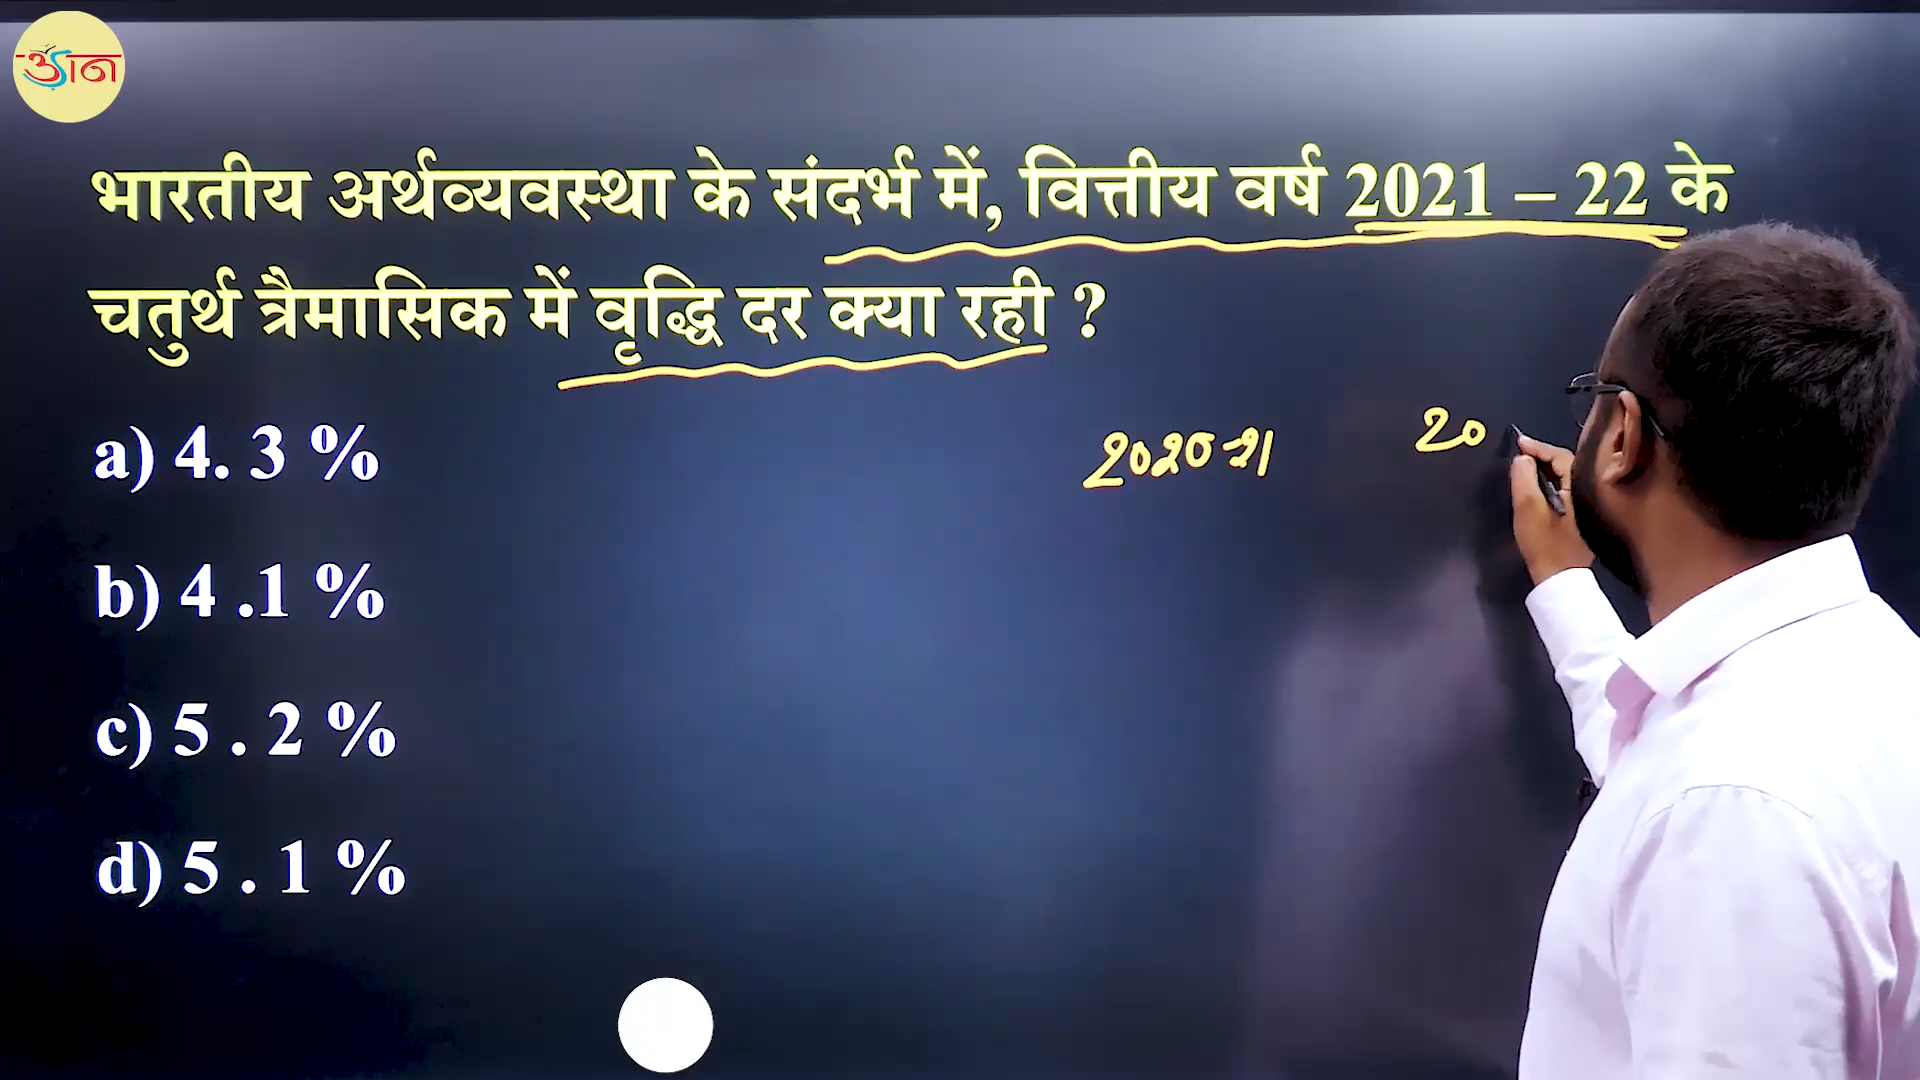 उड़ान
भारतीय अर्थव्यवस्था के संदर्भ में, वित्तीय वर्ष 2021 – 22 के
चतुर्थ त्रैमासिक में वृद्धि दर क्या रही ?
a) 4. 3 %
2020-21
20
b) 4 .1 %
c) 5 . 2 %
d) 5 . 1 %